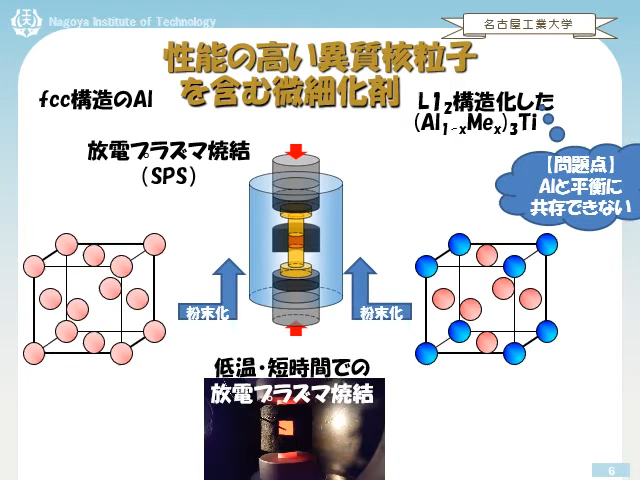 Nagoya Institute of Technology
名古屋工業大学
性能の高い異質核粒子
を含む微細化剤
fcc構造のAl
L1₂構造化した
(Al₁₋ₓMeₓ)₃Ti
放電プラズマ焼結
（SPS）
【問題点】
Alと平衡に
共存できない
粉末化
粉末化
低温・短時間での
放電プラズマ焼結
6